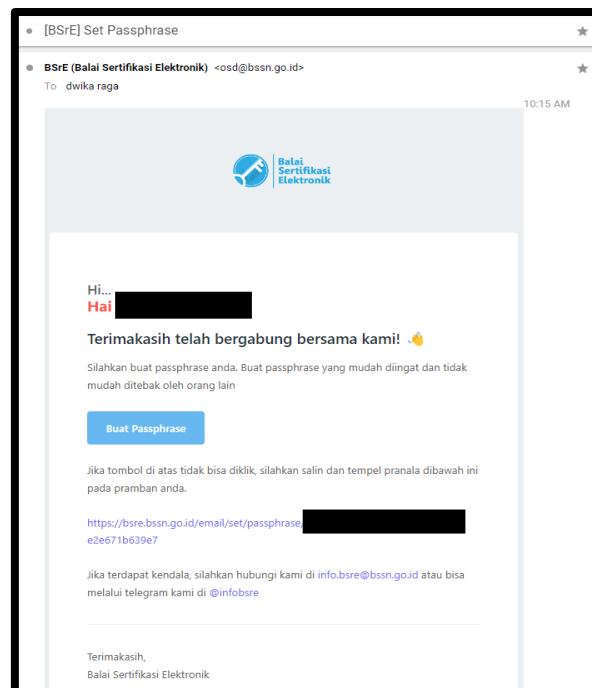 [BSrE] Set Passphrase
BSrE (Balai Sertifikasi Elektronik) <osd@bssn.go.id>
To dwika raga
10:15 AM
Balai
Sertifikasi
Elektronik
Hi...
Hai
Terimakasih telah bergabung bersama kami! 👋
Silahkan buat passphrase anda. Buat passphrase yang mudah diingat dan tidak
mudah ditebak oleh orang lain
Buat Passphrase
Jika tombol di atas tidak bisa diklik, silahkan salin dan tempel pranala dibawah ini
pada pramban anda.
https://bsre.bssn.go.id/email/set/passphrase/
e2e671b639e7
Jika terdapat kendala, silahkan hubungi kami di info.bsre@bssn.go.id atau bisa
melalui telegram kami di @infobsre
Terimakasih,
Balai Sertifikasi Elektronik